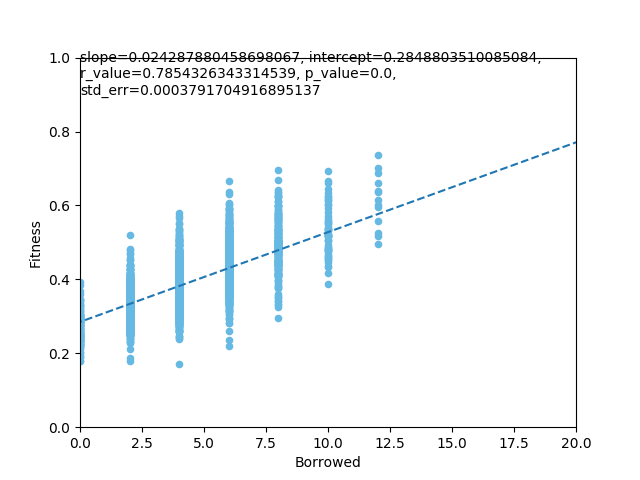 slope=0.024287880458698067, intercept=0.2848803510085084,
r_value=0.7854326343314539, p_value=0.0,
std_err=0.0003791704916895137
1.0
0.8
0.6
0.4
0.2
0.0
Fitness
0.0 2.5 5.0 7.5 10.0 12.5 15.0 17.5 20.0
Borrowed